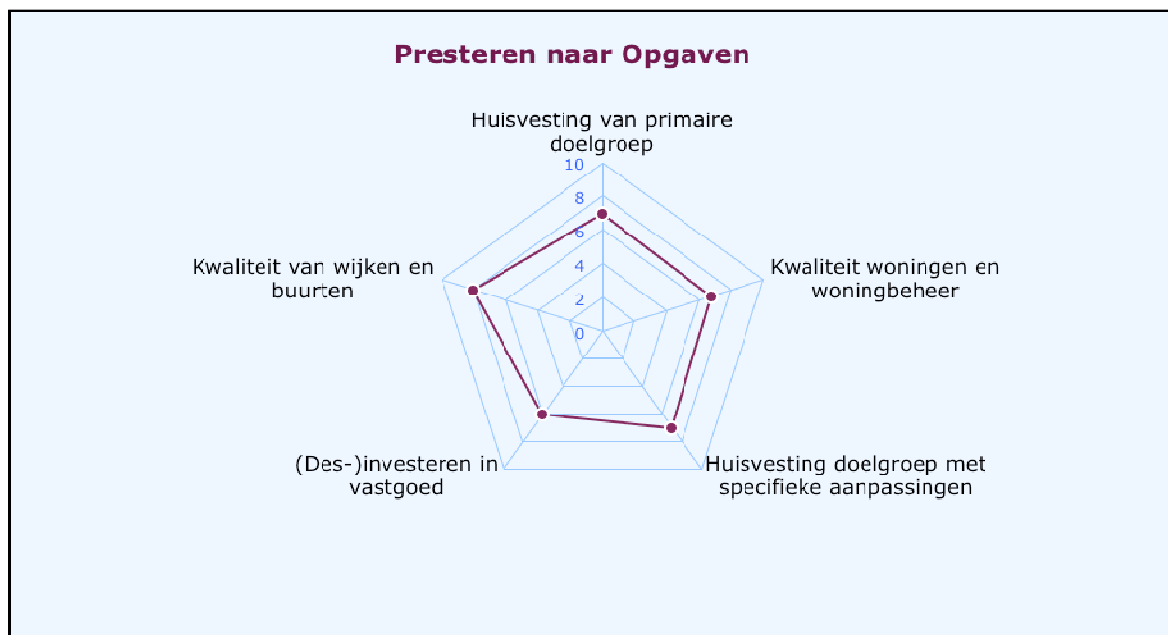 Presteren naar Opgaven
Huisvesting van primaire
doelgroep
10
8
6
4
2
0
Kwaliteit van wijken en
buurten
Kwaliteit woningen en
woningbeheer
(Des-)investeren in
vastgoed
Huisvesting doelgroep met
specifieke aanpassingen